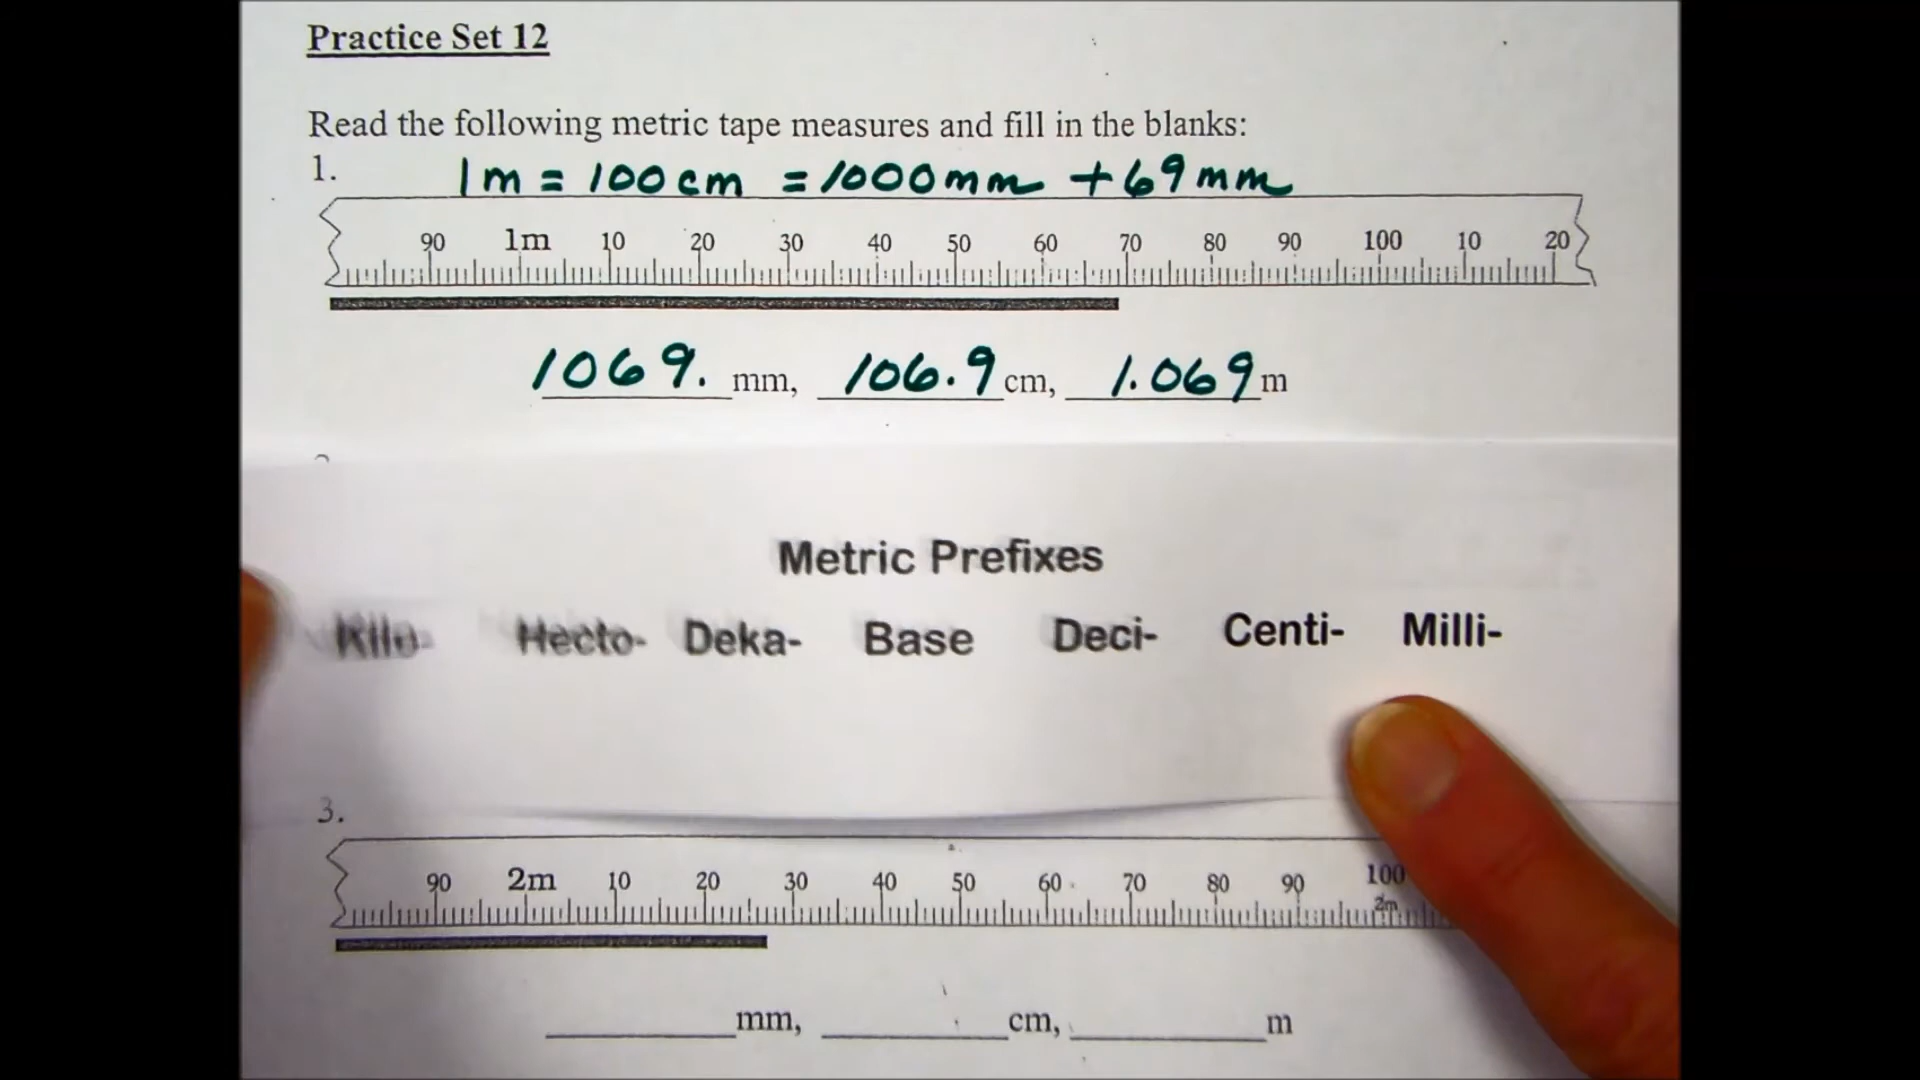 Practice Set 12
Read the following metric tape measures and fill in the blanks:
1. 1m = 100cm = 1000mm + 69mm
90 1m 10 20 30 40 50 60 70 80 90 100 10 20
1069. mm, 106.9 cm, 1.069 m
Metric Prefixes
Kilo- Hecto- Deka- Base Deci- Centi- Milli-
3.
90 2m 10 20 30 40 50 60 70 80 90 100
2m
mm, cm, m